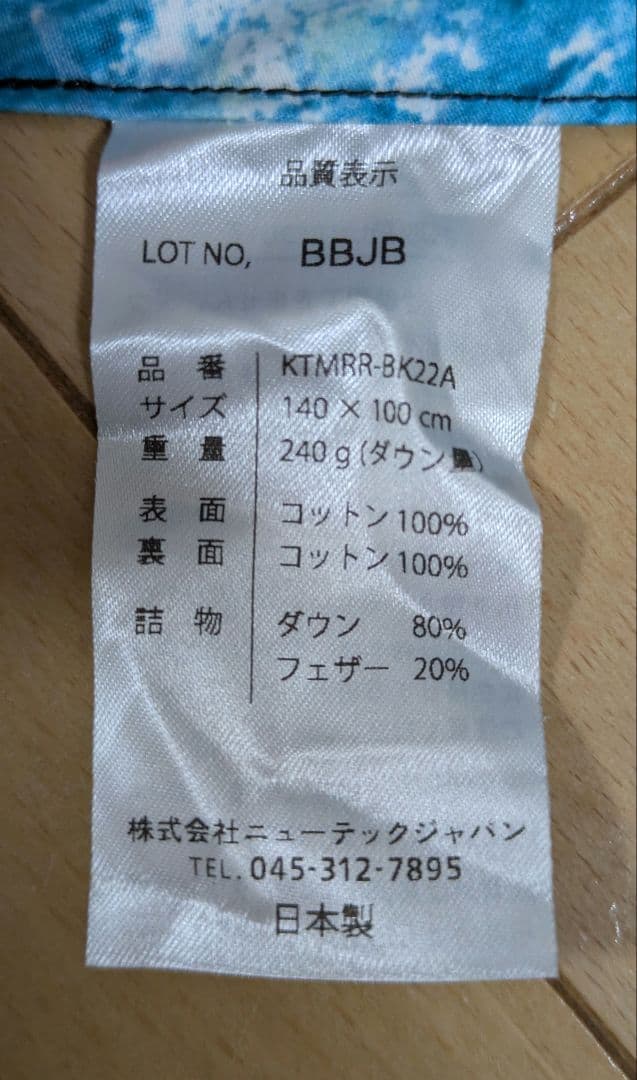 品質表示
LOT NO, BBJB
品 番 KTMRR-BK22A
サイズ 140 × 100 cm
重 量 240 g (ダウン量)
表 面 コットン 100%
裏 面 コットン 100%
詰 物 ダウン 80%
フェザー 20%
株式会社ニューテックジャパン
TEL. 045-312-7895
日本製